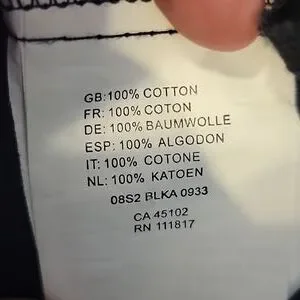 GB:100% COTTON
FR: 100% COTON
DE: 100% BAUMWOLLE
ESP: 100% ALGODON
IT: 100% COTONE
NL: 100% KATOEN
08S2 BLKA 0933
CA 45102
RN 111817